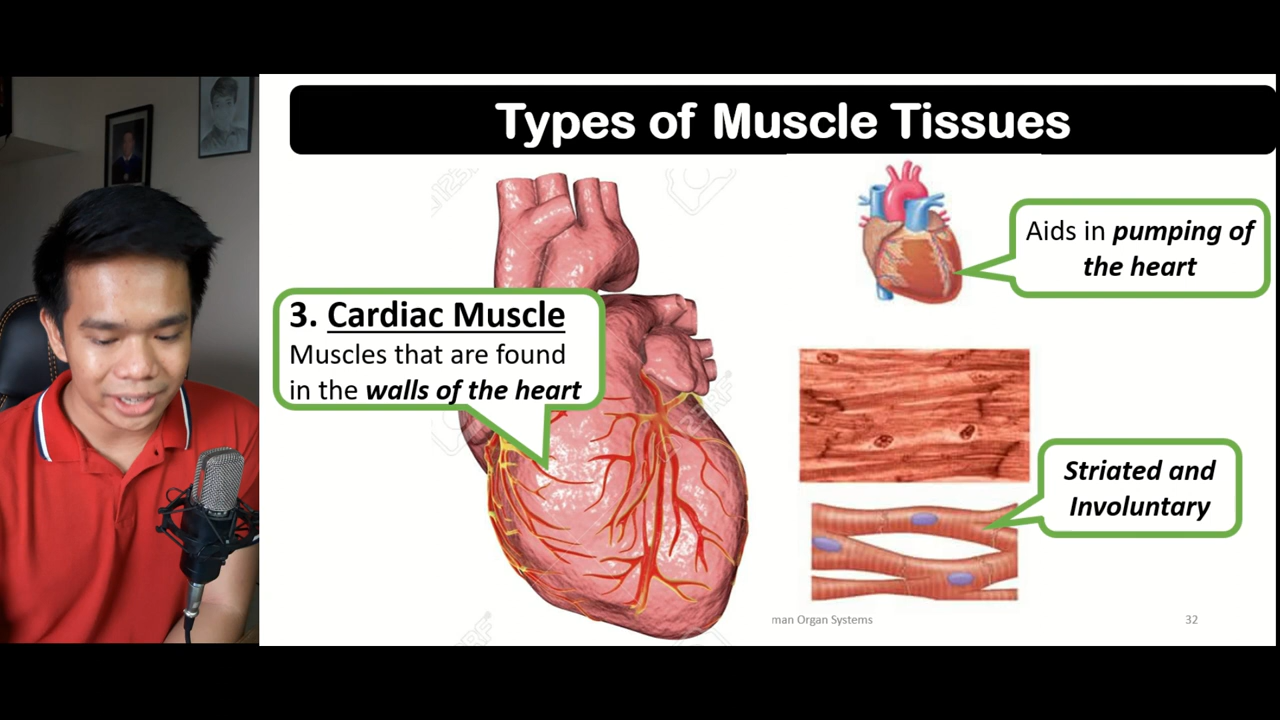 Types of Muscle Tissues
Aids in pumping of
the heart
3. Cardiac Muscle
Muscles that are found
in the walls of the heart
Striated and
Involuntary
man Organ Systems
32